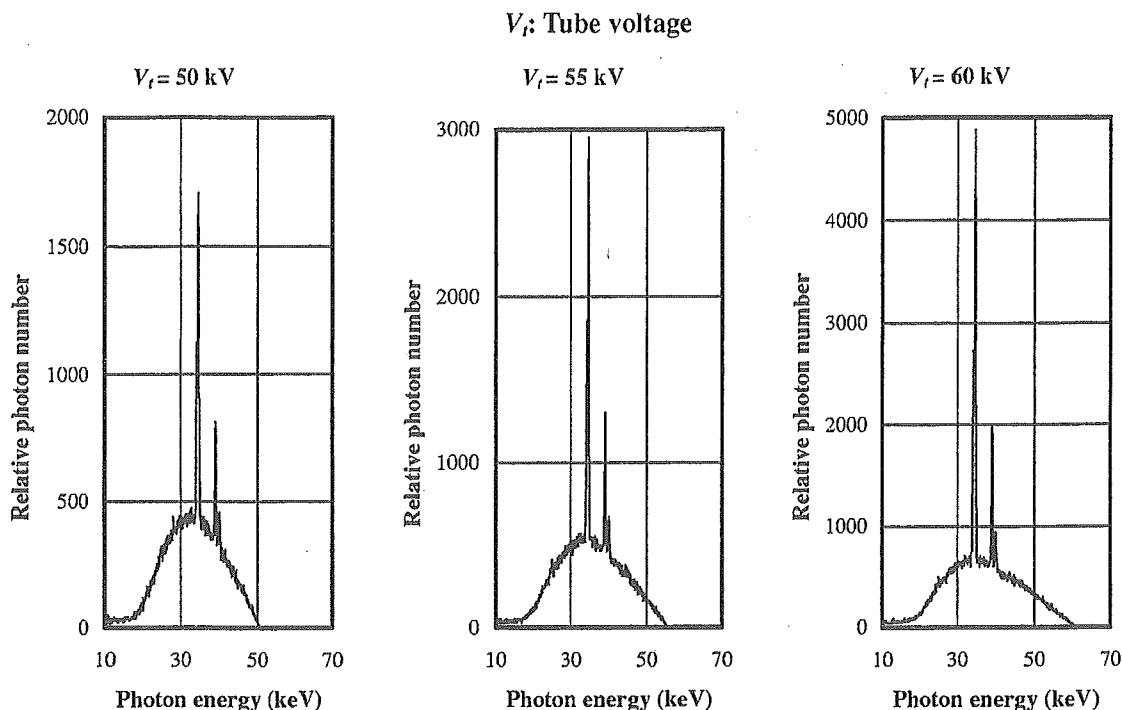 Vt: Tube voltage
Vt = 50 kV
Vt = 55 kV
Vt = 60 kV
2000
1500
1000
500
0
10 30 50 70
Relative photon number
Photon energy (keV)
3000
2000
1000
0
10 30 50 70
Relative photon number
Photon energy (keV)
5000
4000
3000
2000
1000
0
10 30 50 70
Relative photon number
Photon energy (keV)